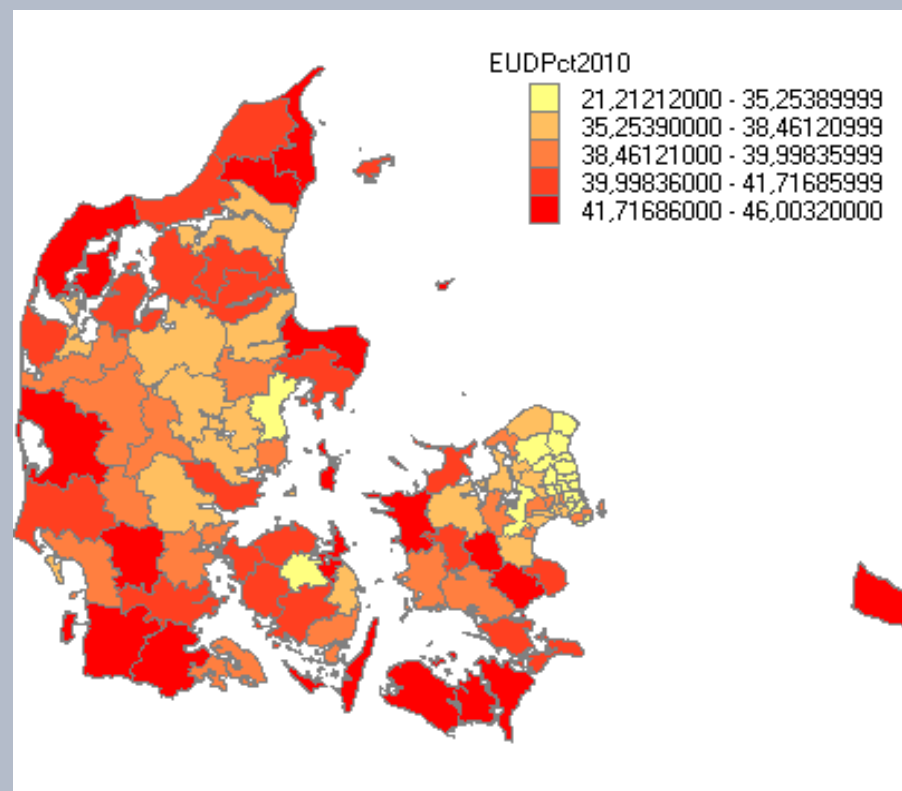 EUDPct2010
21,21212000 - 35,25389999
35,25390000 - 38,46120999
38,46121000 - 39,99835999
39,99836000 - 41,71685999
41,71686000 - 46,00320000